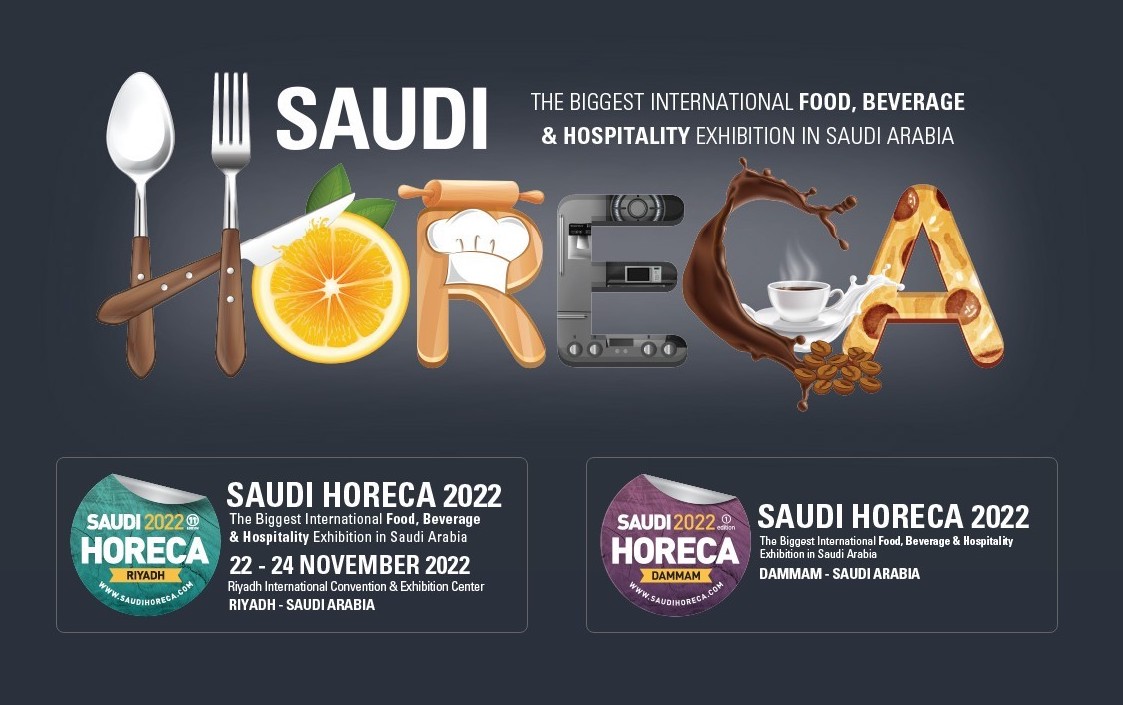 SAUDI
THE BIGGEST INTERNATIONAL FOOD, BEVERAGE
& HOSPITALITY EXHIBITION IN SAUDI ARABIA
HORECA
SAUDI 2022
11
HORECA
RIYADH
WWW.SAUDIHORECA.COM
SAUDI HORECA 2022
The Biggest International Food, Beverage
& Hospitality Exhibition in Saudi Arabia
22 - 24 NOVEMBER 2022
Riyadh International Convention & Exhibition Center
RIYADH - SAUDI ARABIA
SAUDI 2022
1
edition
HORECA
DAMMAM
WWW.SAUDIHORECA.COM
SAUDI HORECA 2022
The Biggest International Food, Beverage & Hospitality
Exhibition in Saudi Arabia
DAMMAM - SAUDI ARABIA